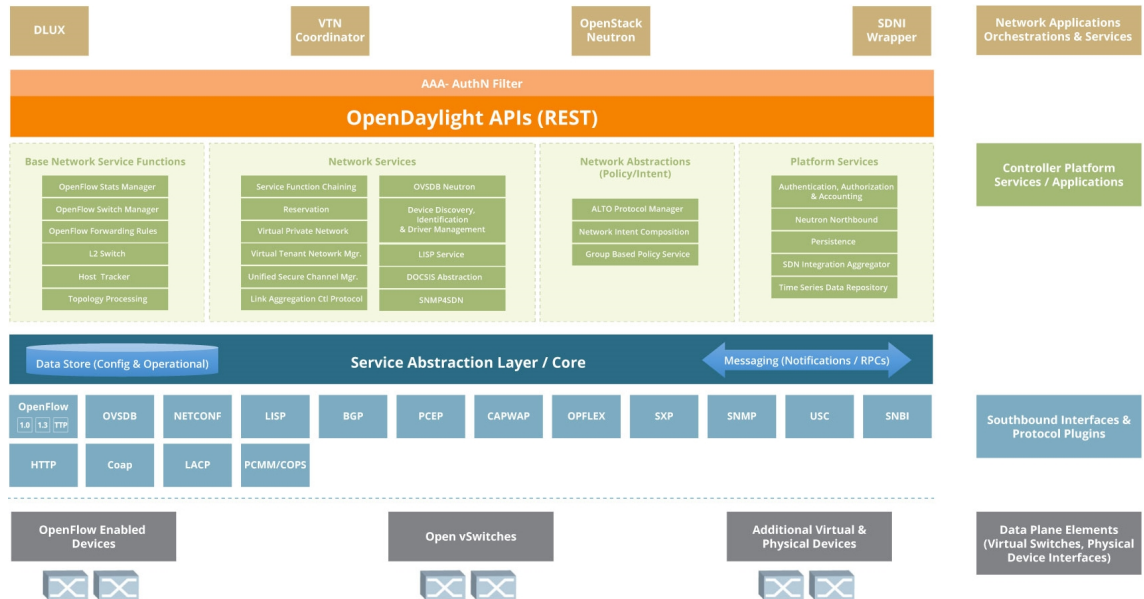 DLUX
VTN
Coordinator
OpenStack
Neutron
SDNI
Wrapper
Network Applications
Orchestrations & Services
AAA- AuthN Filter
OpenDaylight APIs (REST)
Base Network Service Functions
OpenFlow Stats Manager
OpenFlow Switch Manager
OpenFlow Forwarding Rules
L2 Switch
Host Tracker
Topology Processing
Network Services
Service Function Chaining
Reservation
Virtual Private Network
Virtual Tenant Netowrk Mgr.
Unified Secure Channel Mgr.
Link Aggregation Ctl Protocol
OVSDB Neutron
Device Discovery,
Identification
& Driver Management
LISP Service
DOCSIS Abstraction
SNMP4SDN
Network Abstractions
(Policy/Intent)
ALTO Protocol Manager
Network Intent Composition
Group Based Policy Service
Platform Services
Authentication, Authorization
& Accounting
Neutron Northbound
Persistence
SDN Integration Aggregator
Time Series Data Repository
Controller Platform
Services / Applications
Data Store (Config & Operational)
Service Abstraction Layer / Core
Messaging (Notifications / RPCs)
OpenFlow
1.0 1.3 TTP
OVSDB
NETCONF
LISP
BGP
PCEP
CAPWAP
OPFLEX
SXP
SNMP
USC
SNBI
HTTP
Coap
LACP
PCMM/COPS
Southbound Interfaces &
Protocol Plugins
OpenFlow Enabled
Devices
Open vSwitches
Additional Virtual &
Physical Devices
Data Plane Elements
(Virtual Switches, Physical
Device Interfaces)